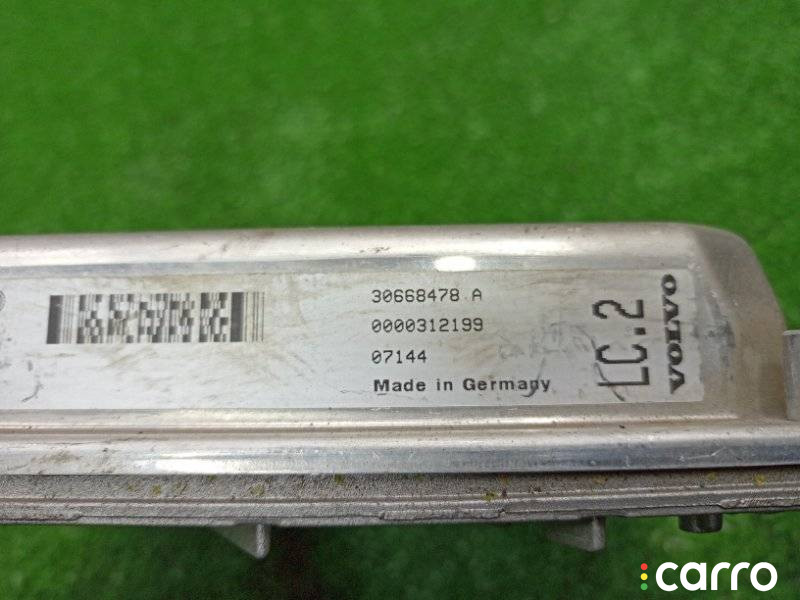 30668478 A
0000312199
07144
Made in Germany
LC.2
VOLVO
carro